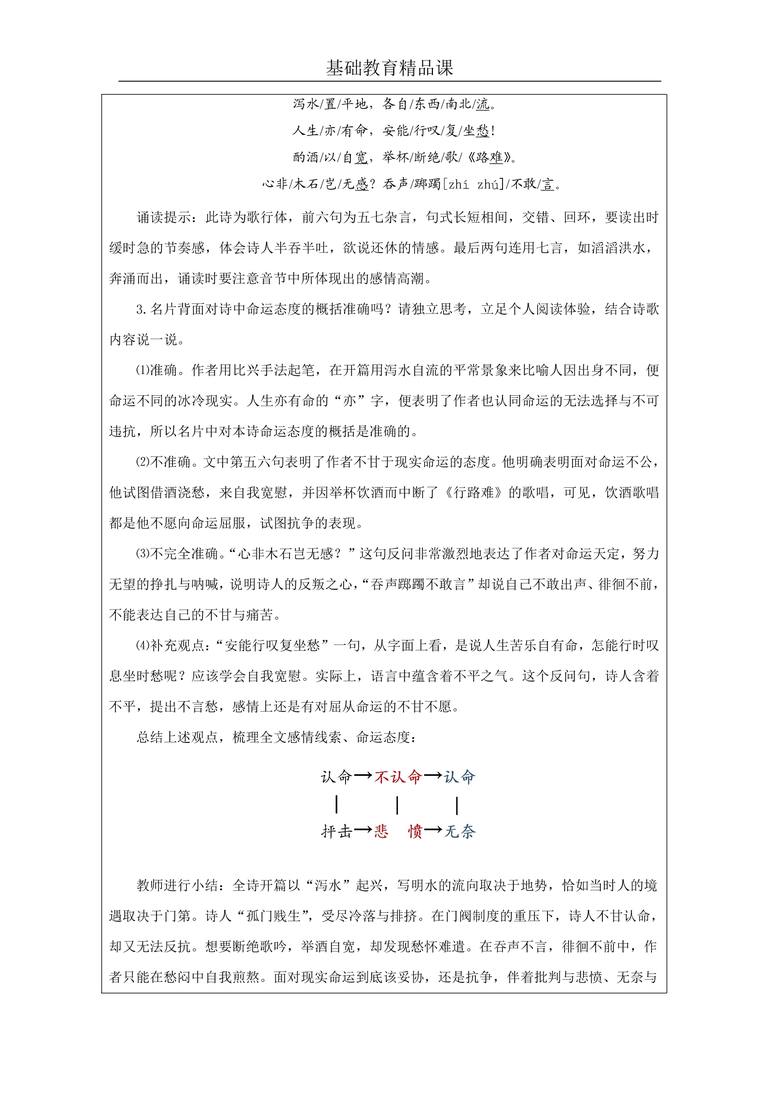 基础教育精品课
泻水/置/平地，各自/东西/南北/流。
人生/亦/有命，安能/行叹/复/坐愁！
酌酒/以/自宽，举杯/断绝/歌/《路难》。
心非/木石/岂/无感？吞声/踯躅[zhí zhú]/不敢/言。
诵读提示：此诗为歌行体，前六句为五七杂言，句式长短相间，交错、回环，要读出时
缓时急的节奏感，体会诗人半吞半吐，欲说还休的情感。最后两句连用七言，如滔滔洪水，
奔涌而出，诵读时要注意音节中所体现出的感情高潮。
3.名片背面对诗中命运态度的概括准确吗？请独立思考，立足个人阅读体验，结合诗歌
内容说一说。
⑴准确。作者用比兴手法起笔，在开篇用泻水自流的平常景象来比喻人因出身不同，便
命运不同的冰冷现实。人生亦有命的“亦”字，便表明了作者也认同命运的无法选择与不可
违抗，所以名片中对本诗命运态度的概括是准确的。
⑵不准确。文中第五六句表明了作者不甘于现实命运的态度。他明确表明面对命运不公，
他试图借酒浇愁，来自我宽慰，并因举杯饮酒而中断了《行路难》的歌唱，可见，饮酒歌唱
都是他不愿向命运屈服，试图抗争的表现。
⑶不完全准确。“心非木石岂无感？”这句反问非常激烈地表达了作者对命运天定，努力
无望的挣扎与呐喊，说明诗人的反叛之心，“吞声踯躅不敢言”却说自己不敢出声、徘徊不前，
不能表达自己的不甘与痛苦。
⑷补充观点：“安能行叹复坐愁”一句，从字面上看，是说人生苦乐自有命，怎能行时叹
息坐时愁呢？应该学会自我宽慰。实际上，语言中蕴含着不平之气。这个反问句，诗人含着
不平，提出不言愁，感情上还是有对屈从命运的不甘不愿。
总结上述观点，梳理全文感情线索、命运态度：
认命→不认命→认命
抨击→悲 愤→无奈
教师进行小结：全诗开篇以“泻水”起兴，写明水的流向取决于地势，恰如当时人的境
遇取决于门第。诗人“孤门贱生”，受尽冷落与排挤。在门阀制度的重压下，诗人不甘认命，
却又无法反抗。想要断绝歌吟，举酒自宽，却发现愁怀难遣。在吞声不言，徘徊不前中，作
者只能在愁闷中自我煎熬。面对现实命运到底该妥协，还是抗争，伴着批判与悲愤、无奈与